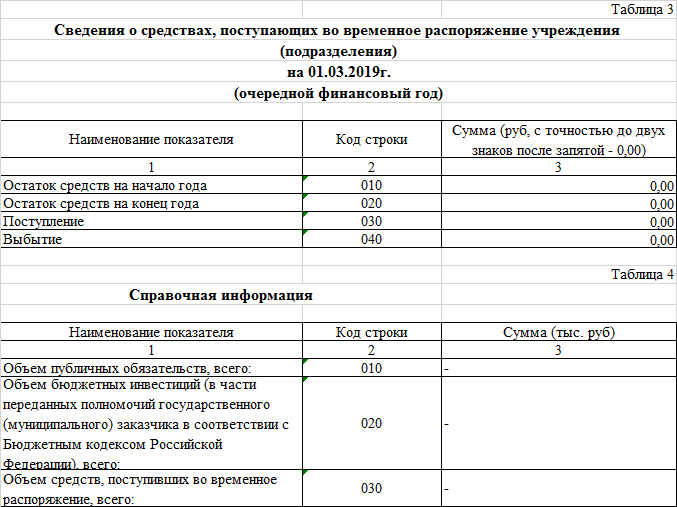 Таблица 3
Сведения о средствах, поступающих во временное распоряжение учреждения
(подразделения)
на 01.03.2019г.
(очередной финансовый год)
Наименование показателя Код строки Сумма (руб, с точностью до двух
знаков после запятой - 0,00)
1 2 3
Остаток средств на начало года 010 0,00
Остаток средств на конец года 020 0,00
Поступление 030 0,00
Выбытие 040 0,00
Таблица 4
Справочная информация
Наименование показателя Код строки Сумма (тыс. руб)
1 2 3
Объем публичных обязательств, всего: 010 -
Объем бюджетных инвестиций (в части
переданных полномочий государственного
(муниципального) заказчика в соответствии с 020 -
Бюджетным кодексом Российской
Федерации), всего:
Объем средств, поступивших во временное
распоряжение, всего: 030 -